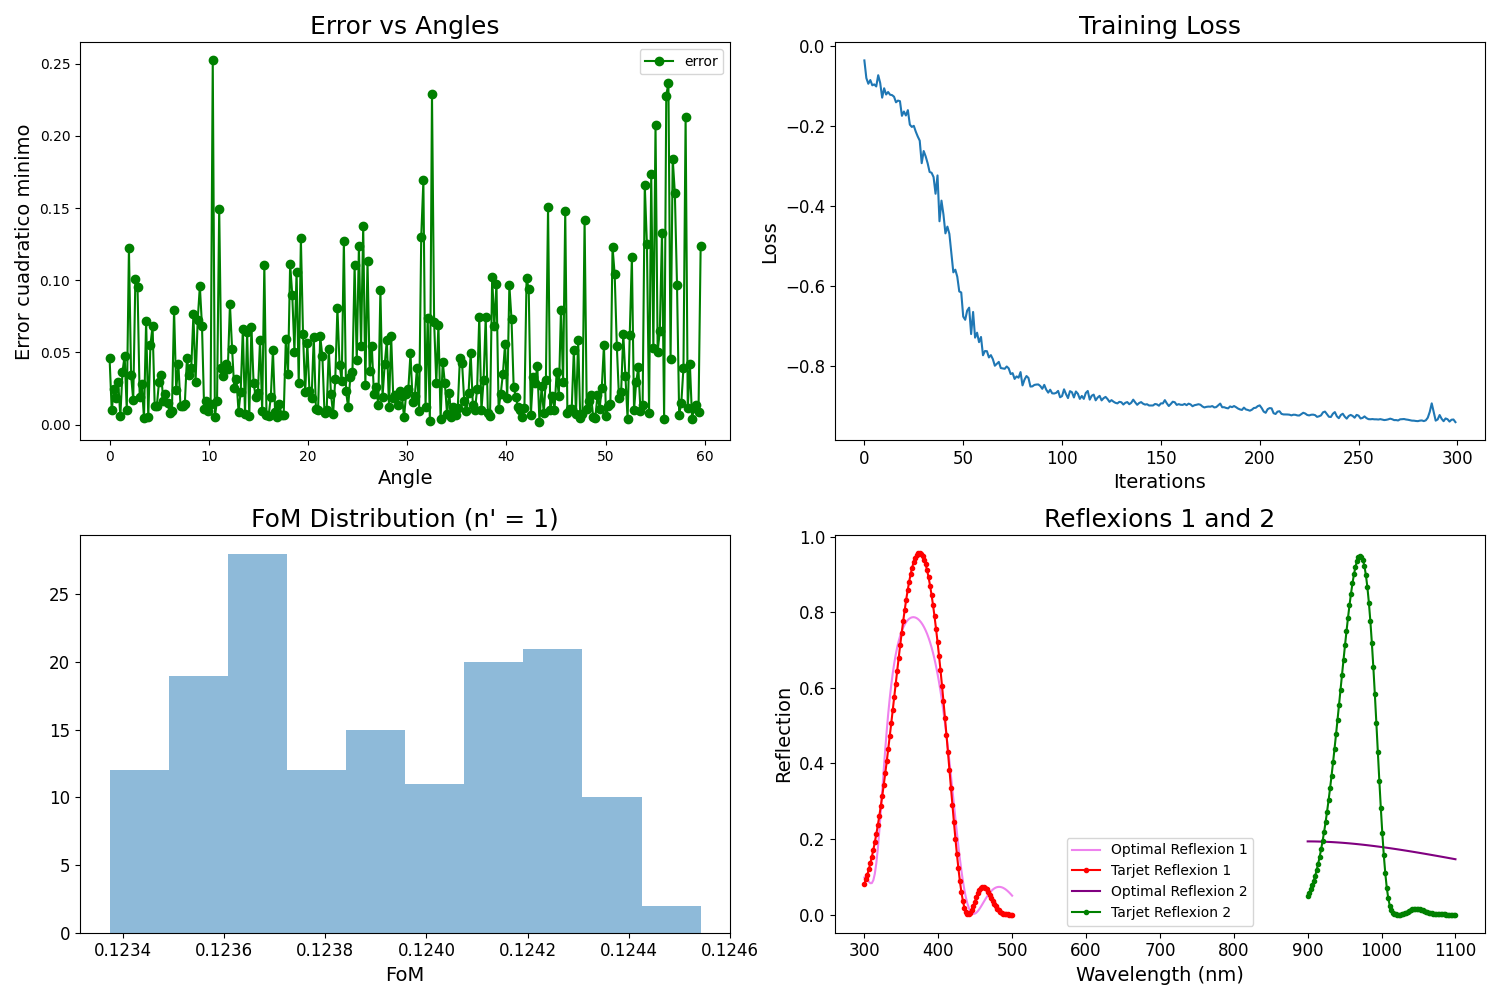 Error vs Angles
error
Error cuadratico minimo
0.25
0.20
0.15
0.10
0.05
0.00
0 10 20 30 40 50 60
Angle
Training Loss
Loss
0.0
−0.2
−0.4
−0.6
−0.8
0 50 100 150 200 250 300
Iterations
FoM Distribution (n' = 1)
25
20
15
10
5
0
0.1234 0.1236 0.1238 0.1240 0.1242 0.1244 0.1246
FoM
Reflexions 1 and 2
Reflection
1.0
0.8
0.6
0.4
0.2
0.0
Optimal Reflexion 1
Tarjet Reflexion 1
Optimal Reflexion 2
Tarjet Reflexion 2
300 400 500 600 700 800 900 1000 1100
Wavelength (nm)